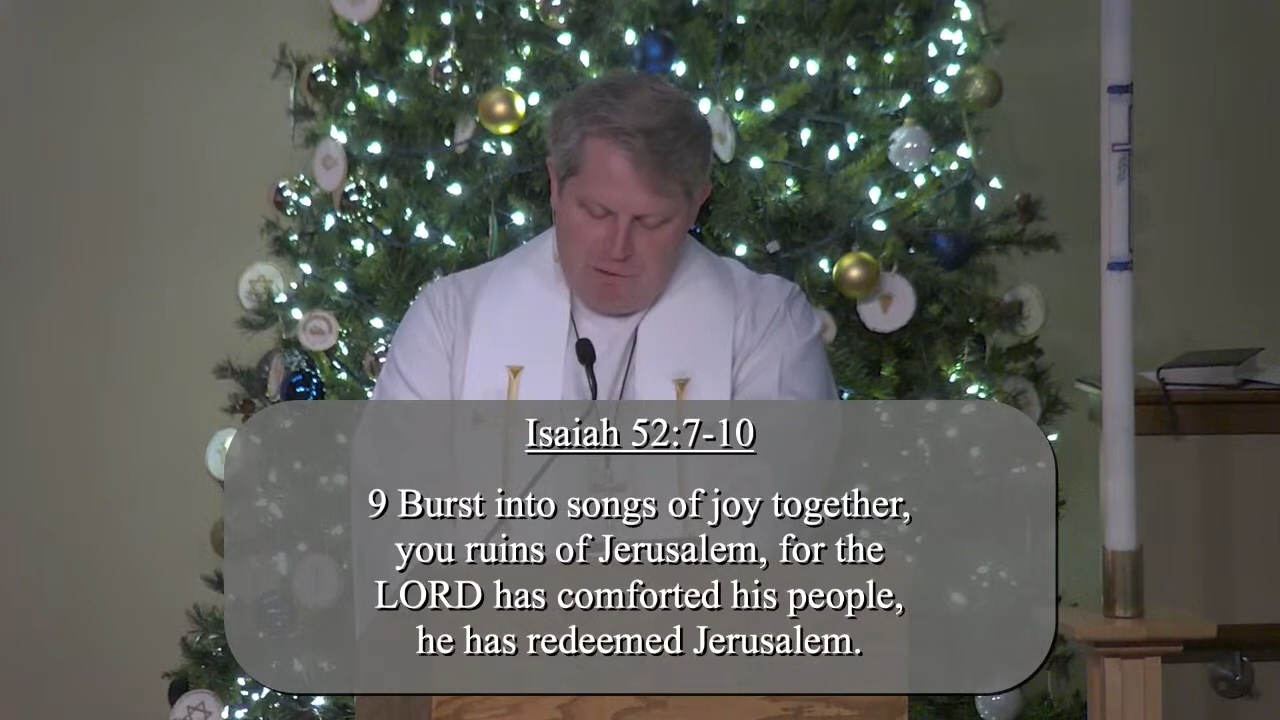 Isaiah 52:7-10
9 Burst into songs of joy together,
you ruins of Jerusalem, for the
LORD has comforted his people,
he has redeemed Jerusalem.